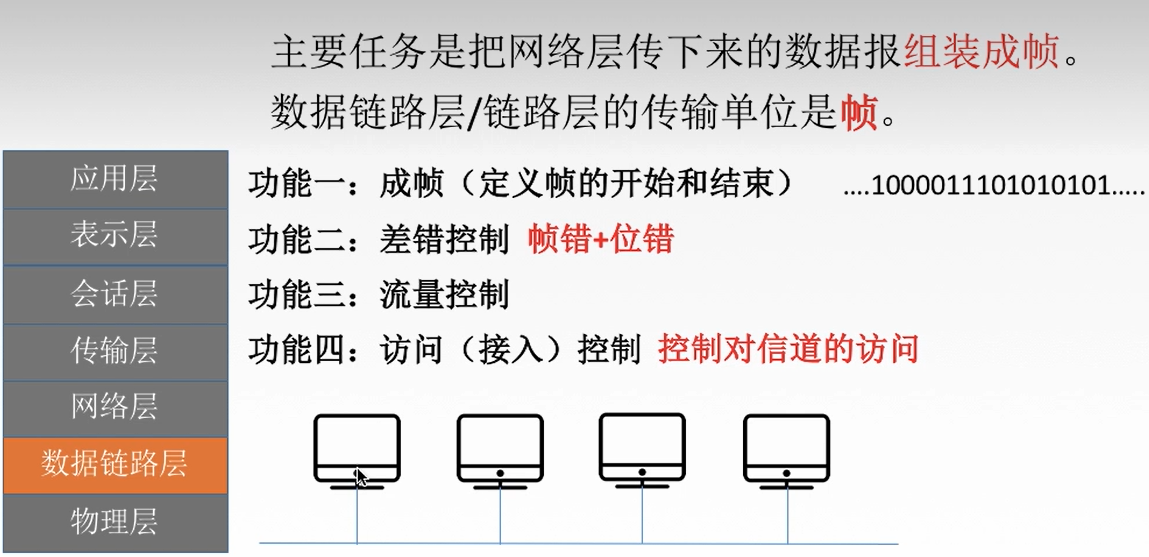 主要任务是把网络层传下来的数据报组装成帧。
数据链路层/链路层的传输单位是帧。
应用层
表示层
会话层
传输层
网络层
数据链路层
物理层
功能一：成帧（定义帧的开始和结束） ....1000011101010101.....
功能二：差错控制 帧错+位错
功能三：流量控制
功能四：访问（接入）控制 控制对信道的访问